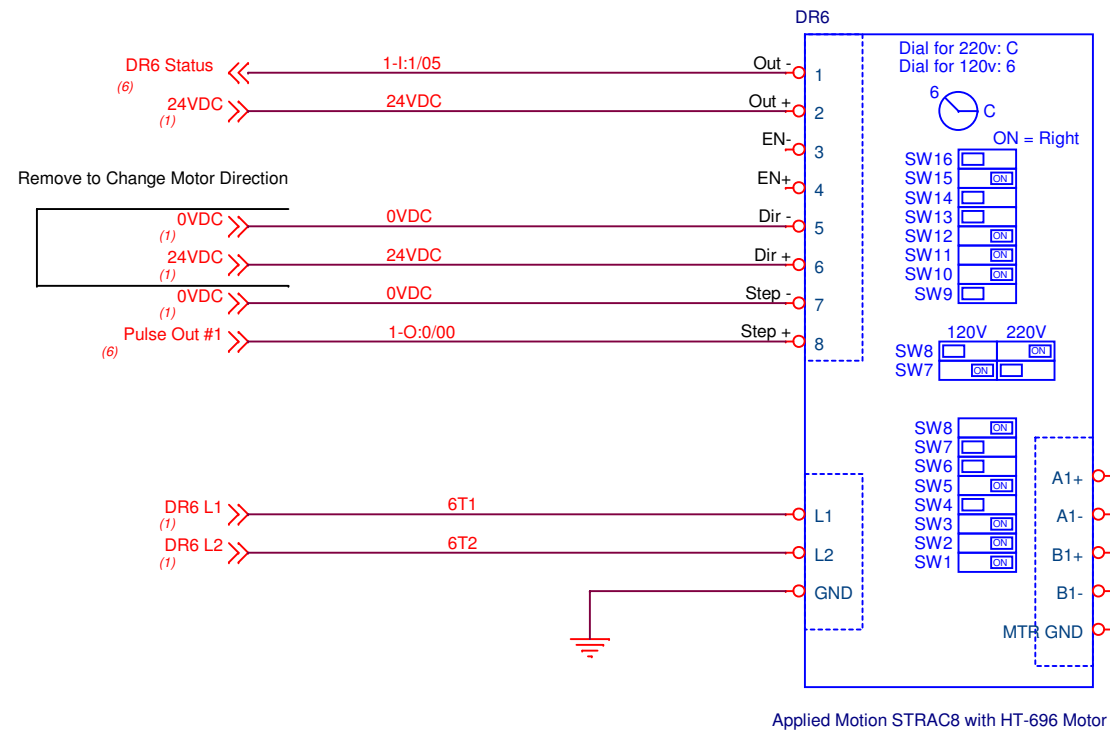 DR6
DR6 Status
(6)
1-I:1/05
Out -
1
24VDC
(1)
24VDC
Out +
2
EN-
3
EN+
4
Remove to Change Motor Direction
0VDC
(1)
0VDC
Dir -
5
24VDC
(1)
24VDC
Dir +
6
0VDC
(1)
0VDC
Step -
7
Pulse Out #1
(6)
1-O:0/00
Step +
8
Dial for 220v: C
Dial for 120v: 6
6
C
ON = Right
SW16
SW15 ON
SW14
SW13
SW12 ON
SW11 ON
SW10 ON
SW9
120V 220V
SW8 ON
SW7 ON
SW8 ON
SW7
SW6
SW5 ON
SW4
SW3 ON
SW2 ON
SW1 ON
DR6 L1
(1)
6T1
L1
DR6 L2
(1)
6T2
L2
GND
A1+
A1-
B1+
B1-
MTR GND
Applied Motion STRAC8 with HT-696 Motor